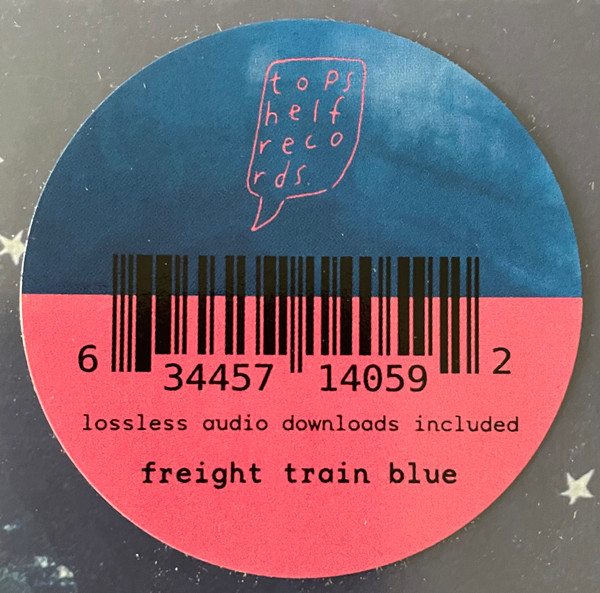 tops
helf
reco
rds.
6 34457 14059 2
lossless audio downloads included
freight train blue